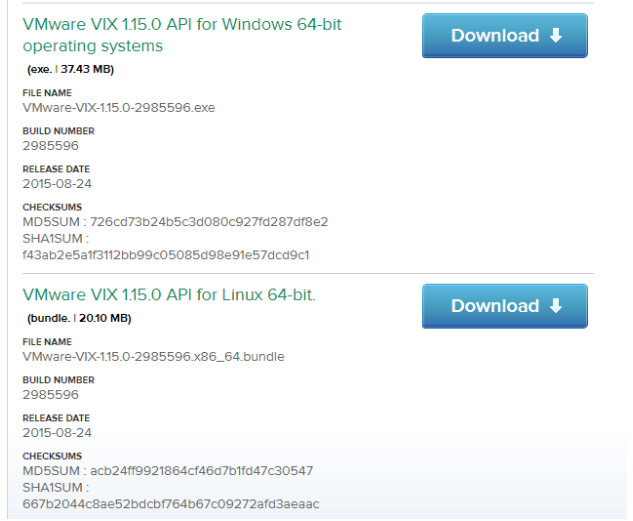 VMware VIX 1.15.0 API for Windows 64-bit
operating systems
Download
(exe. | 37.43 MB)
FILE NAME
VMware-VIX-1.15.0-2985596.exe
BUILD NUMBER
2985596
RELEASE DATE
2015-08-24
CHECKSUMS
MD5SUM : 726cd73b24b5c3d080c927fd287df8e2
SHA1SUM :
f43ab2e5a1f3112bb99c05085d98e91e57dcd9c1
VMware VIX 1.15.0 API for Linux 64-bit.
Download
(bundle. | 20.10 MB)
FILE NAME
VMware-VIX-1.15.0-2985596.x86_64.bundle
BUILD NUMBER
2985596
RELEASE DATE
2015-08-24
CHECKSUMS
MD5SUM : acb24ff9921864cf46d7b1fd47c30547
SHA1SUM :
667b2044c8ae52bdcbf764b67c09272afd3aeaac